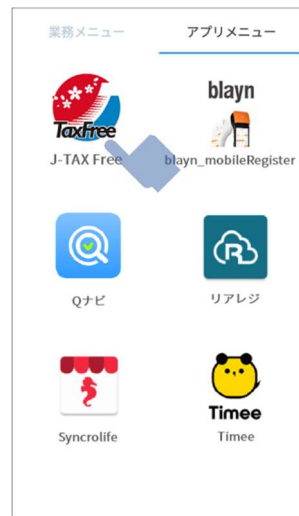 業務メニュー
アプリメニュー
TaxFree
J-TAX Free
blayn
blayn_mobileRegister
Qナビ
R
リアレジ
Syncrolife
Timee
Timee